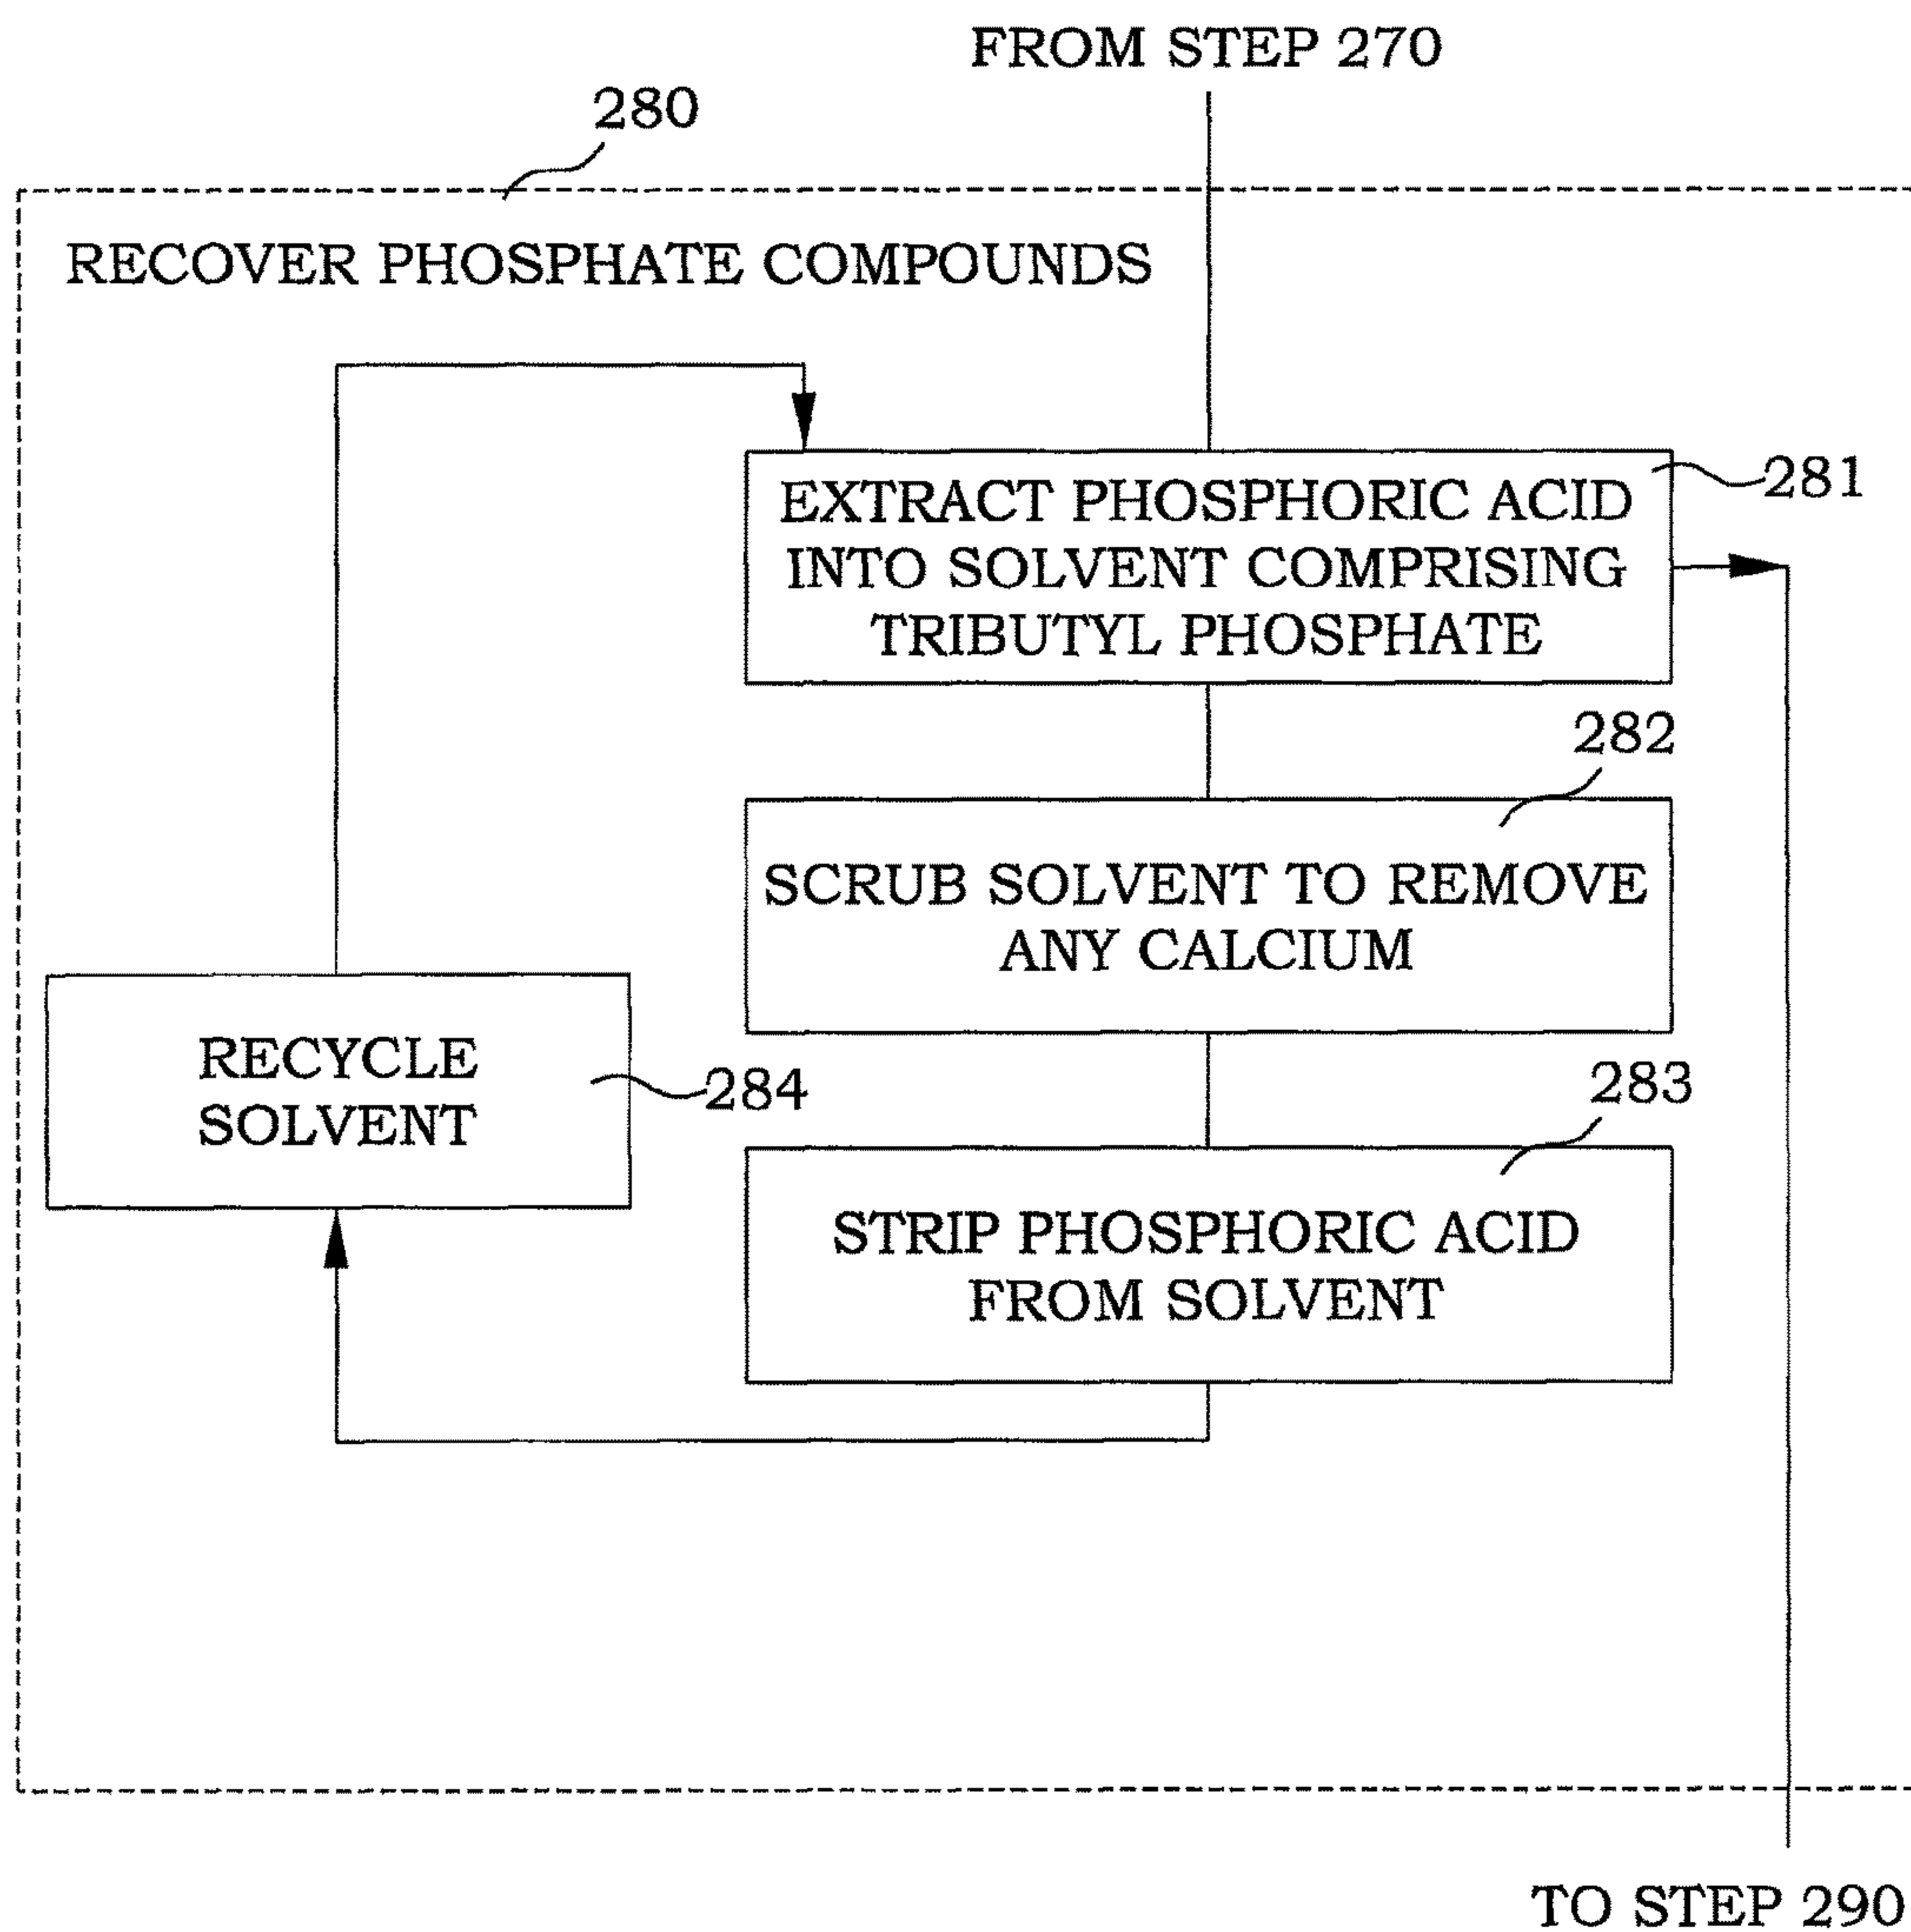 FROM STEP 270
280
RECOVER PHOSPHATE COMPOUNDS
EXTRACT PHOSPHORIC ACID
INTO SOLVENT COMPRISING
TRIBUTYL PHOSPHATE
281
282
SCRUB SOLVENT TO REMOVE
ANY CALCIUM
RECYCLE
SOLVENT
284
283
STRIP PHOSPHORIC ACID
FROM SOLVENT
TO STEP 290